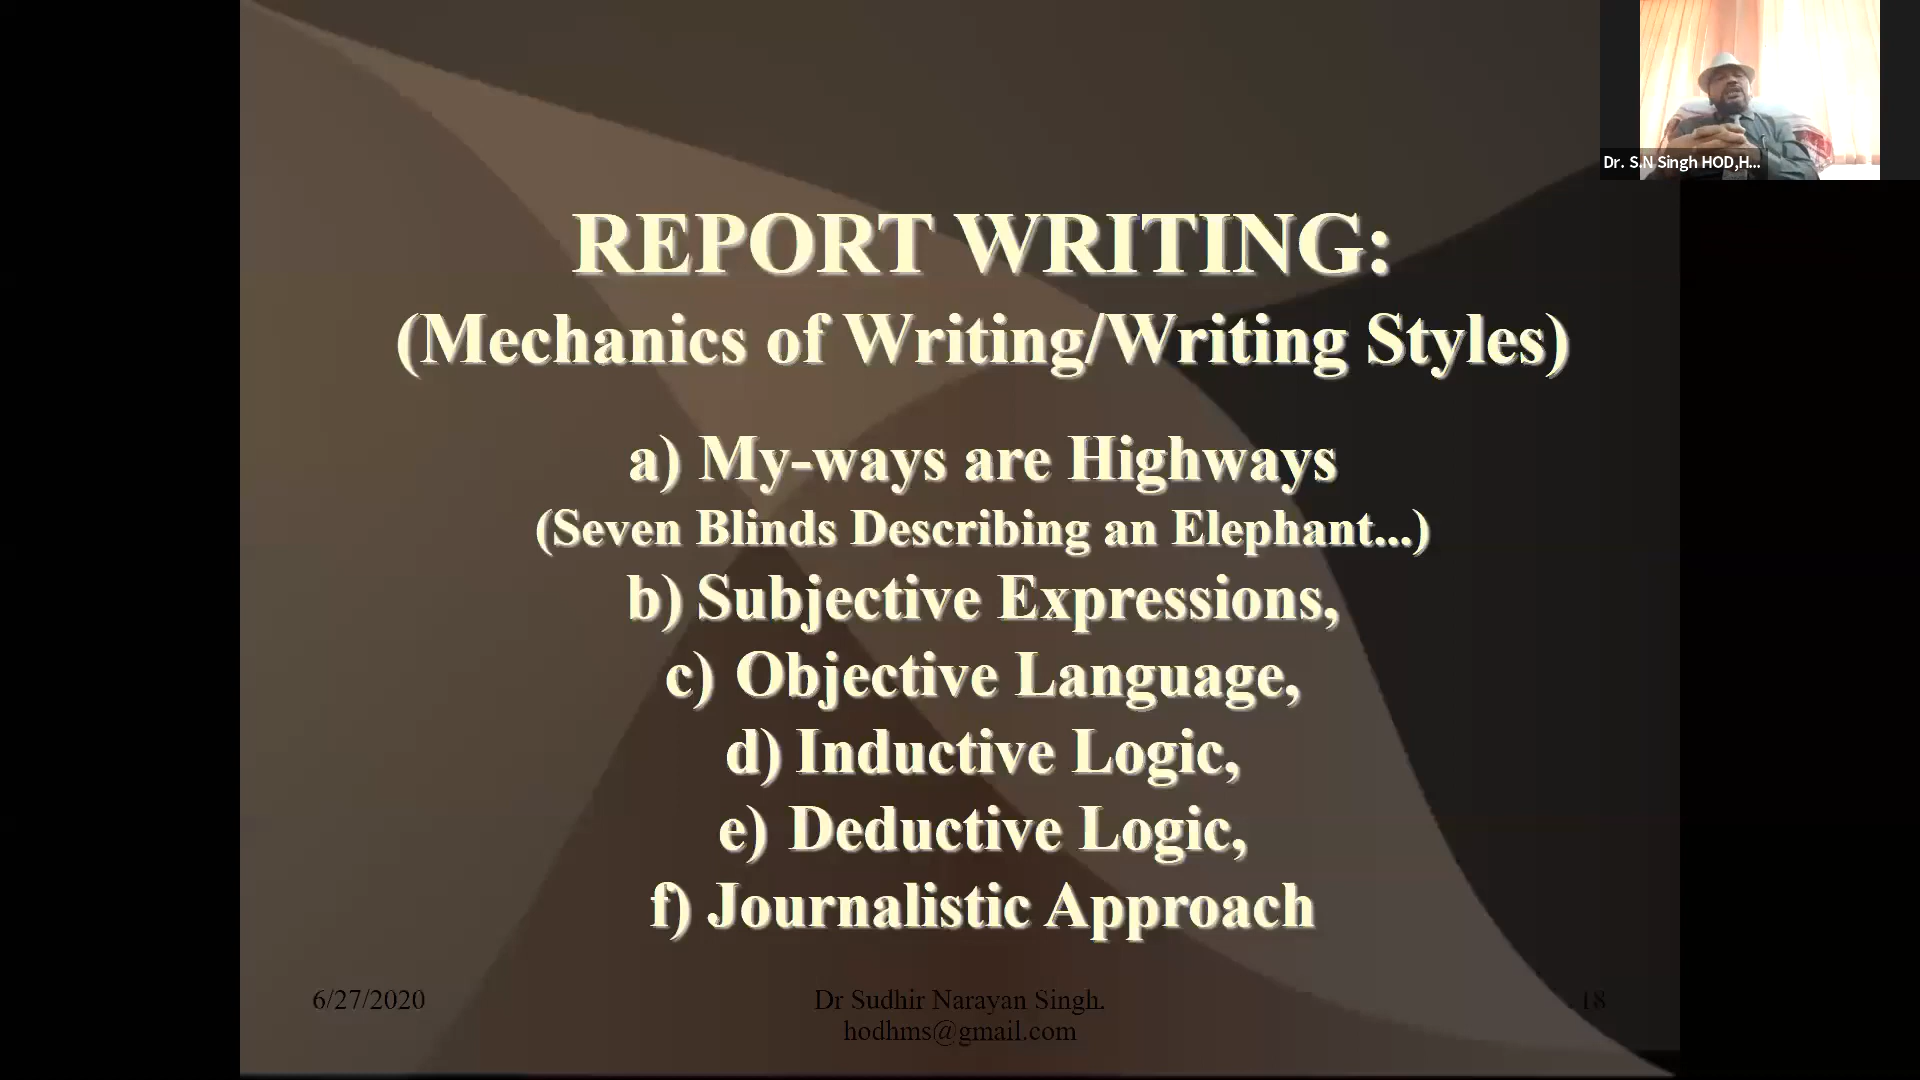 Dr. S.N Singh HOD,H...
REPORT WRITING:
(Mechanics of Writing/Writing Styles)
a) My-ways are Highways
(Seven Blinds Describing an Elephant...)
b) Subjective Expressions,
c) Objective Language,
d) Inductive Logic,
e) Deductive Logic,
f) Journalistic Approach
6/27/2020
Dr Sudhir Narayan Singh.
hodhms@gmail.com
18